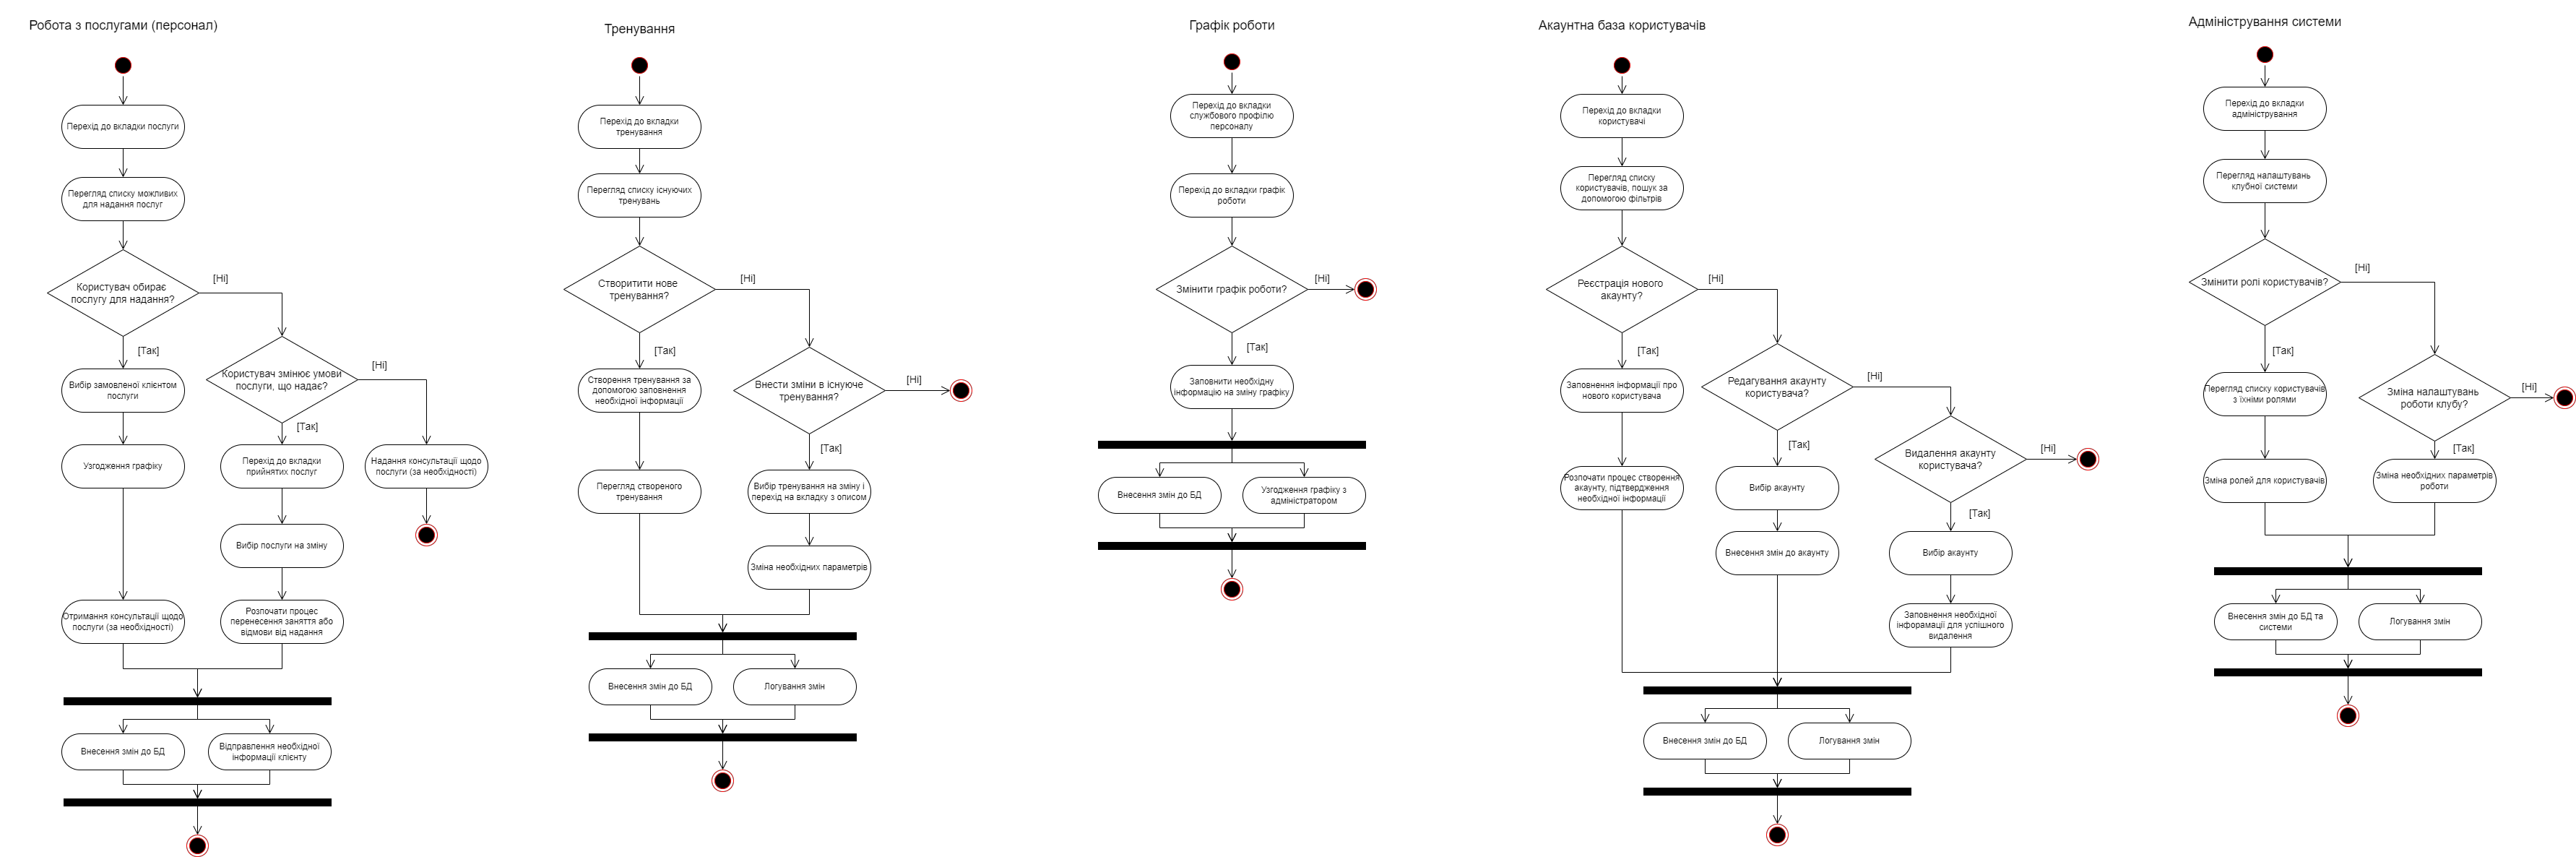 Робота з послугами (персонал)
Перехід до вкладки послуги
Перегляд списку можливих
для надання послуг
Користувач обирає
послугу для надання?
[Ні]
[Так]
Вибір замовленої клієнтом
послуги
Узгодження графіку
Отримання консультації щодо
послуги (за необхідності)
Користувач змінює умови
послуги, що надає?
[Ні]
[Так]
Перехід до вкладки
прийнятих послуг
Вибір послуги на зміну
Розпочати процес
перенесення заняття або
відмови від надання
Надання консультації щодо
послуги (за необхідності)
Внесення змін до БД
Відправлення необхідної
інформації клієнту
Тренування
Перехід до вкладки
тренування
Перегляд списку існуючих
тренувань
Створитити нове
тренування?
[Ні]
[Так]
Створення тренування за
допомогою заповнення
необхідної інформації
Перегляд створеного
тренування
Внести зміни в існуюче
тренування?
[Ні]
[Так]
Вибір тренування на зміну і
перехід на вкладку з описом
Зміна необхідних параметрів
Внесення змін до БД
Логування змін
Графік роботи
Перехід до вкладки
службового профілю
персоналу
Перехід до вкладки графік
роботи
Змінити графік роботи?
[Ні]
[Так]
Заповнити необхідну
інформацію на зміну графіку
Внесення змін до БД
Узгодження графіку з
адміністратором
Акаунтна база користувачів
Перехід до вкладки
користувачі
Перегляд списку
користувачів, пошук за
допомогою фільтрів
Реєстрація нового
акаунту?
[Ні]
[Так]
Заповнення інформації про
нового користувача
Розпочати процес створення
акаунту, підтвердження
необхідної інформації
Редагування акаунту
користувача?
[Ні]
[Так]
Вибір акаунту
Внесення змін до акаунту
Видалення акаунту
користувача?
[Ні]
[Так]
Вибір акаунту
Заповнення необхідної
інфорамації для успішного
видалення
Внесення змін до БД
Логування змін
Адміністрування системи
Перехід до вкладки
адміністрування
Перегляд налаштувань
клубної системи
Змінити ролі користувачів?
[Ні]
[Так]
Перегляд списку користувачів
з їхніми ролями
Зміна ролей для користувачів
Зміна налаштувань
роботи клубу?
[Ні]
[Так]
Зміна необхідних параметрів
роботи
Внесення змін до БД та
системи
Логування змін